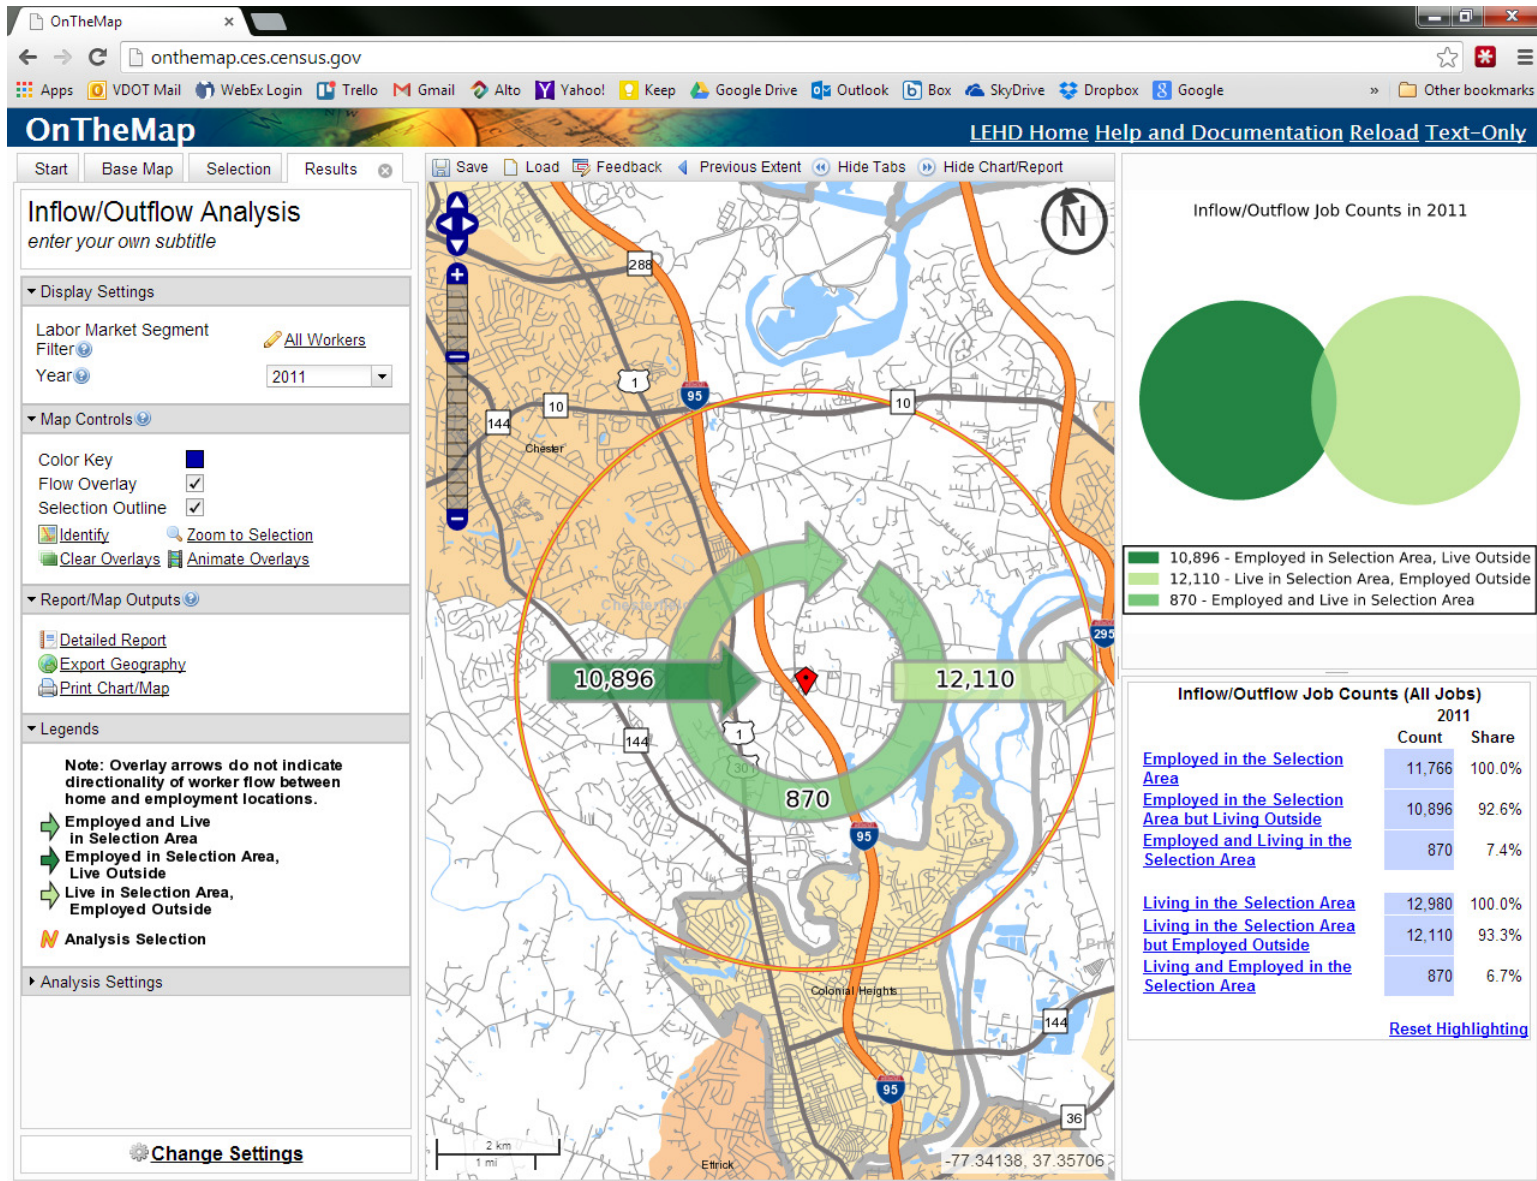 OnTheMap
onthemap.ces.census.gov
Apps VDOT Mail WebEx Login Trello Gmail Alto Yahoo! Keep Google Drive Outlook Box SkyDrive Dropbox Google » Other bookmarks
OnTheMap
LEHD Home Help and Documentation Reload Text-Only
Start Base Map Selection Results
Save Load Feedback Previous Extent Hide Tabs Hide Chart/Report
Inflow/Outflow Analysis
enter your own subtitle
Display Settings
Labor Market Segment
Filter
All Workers
Year
2011
Map Controls
Color Key
Flow Overlay
Selection Outline
Identify Zoom to Selection
Clear Overlays Animate Overlays
Report/Map Outputs
Detailed Report
Export Geography
Print Chart/Map
Legends
Note: Overlay arrows do not indicate
directionality of worker flow between
home and employment locations.
Employed and Live
in Selection Area
Employed in Selection Area,
Live Outside
Live in Selection Area,
Employed Outside
Analysis Selection
Analysis Settings
Change Settings
N
288
1
95
10
10
144
Chester
295
10,896
12,110
144
1
301
870
95
Colonial Heights
144
95
36
Ettrick
2 km
1 mi
-77.34138, 37.35706
Inflow/Outflow Job Counts in 2011
10,896 - Employed in Selection Area, Live Outside
12,110 - Live in Selection Area, Employed Outside
870 - Employed and Live in Selection Area
Inflow/Outflow Job Counts (All Jobs)
2011
Count Share
Employed in the Selection
Area
11,766 100.0%
Employed in the Selection
Area but Living Outside
10,896 92.6%
Employed and Living in the
Selection Area
870 7.4%
Living in the Selection Area 12,980 100.0%
Living in the Selection Area
but Employed Outside
12,110 93.3%
Living and Employed in the
Selection Area
870 6.7%
Reset Highlighting